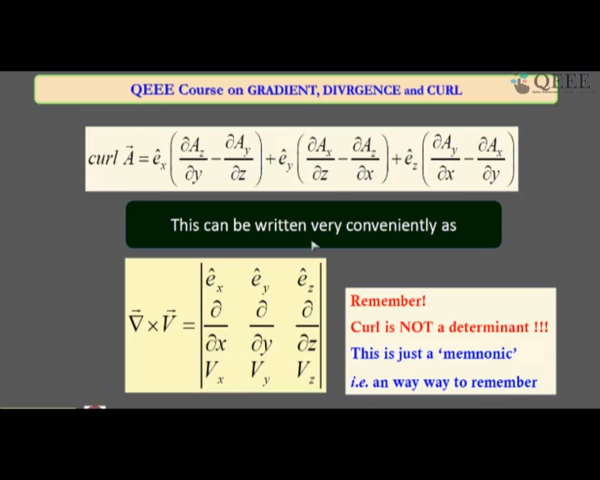 QEEE
QEEE Course on GRADIENT, DIVRGENCE and CURL
curl A⃗ = ê_x (∂A_z/∂y − ∂A_y/∂z) + ê_y (∂A_x/∂z − ∂A_z/∂x) + ê_z (∂A_y/∂x − ∂A_x/∂y)
This can be written very conveniently as
∇⃗ × V⃗ = | ê_x ê_y ê_z |
| ∂/∂x ∂/∂y ∂/∂z |
| V_x V_y V_z |
Remember!
Curl is NOT a determinant !!!
This is just a ‘memnonic’
i.e. an way way to remember